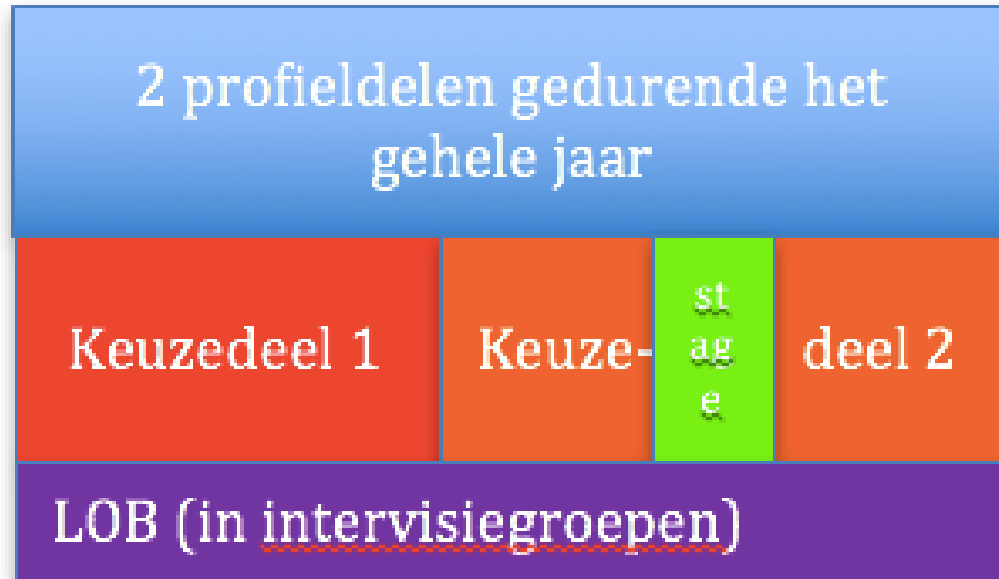 2 profieldelen gedurende het
gehele jaar
Keuzedeel 1
Keuze-
st
ag
e
deel 2
LOB (in intervisiegroepen)